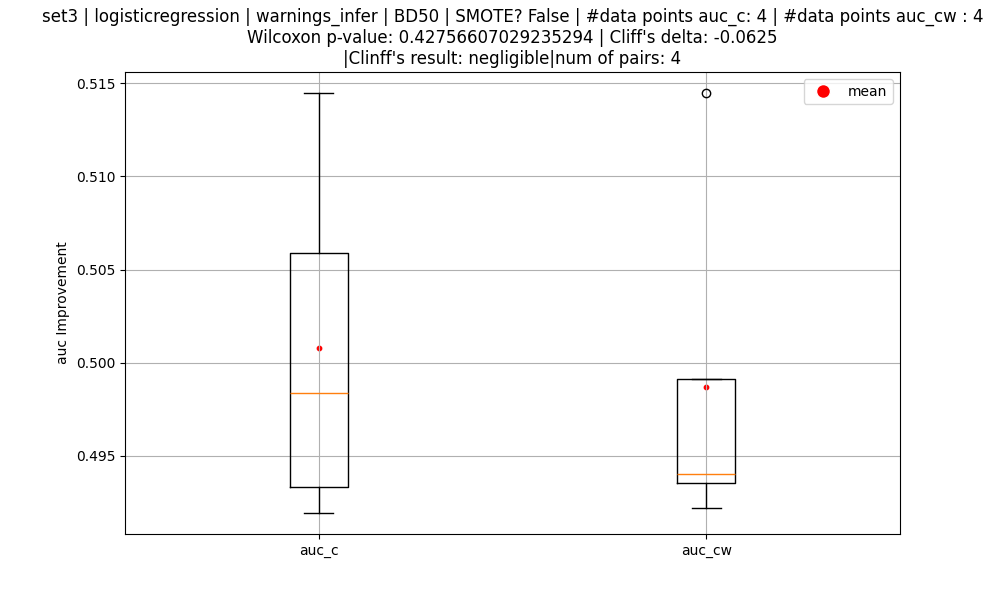 set3 | logisticregression | warnings_infer | BD50 | SMOTE? False | #data points auc_c: 4 | #data points auc_cw : 4
Wilcoxon p-value: 0.42756607029235294 | Cliff's delta: -0.0625
|Clinff's result: negligible|num of pairs: 4
mean
0.515
0.510
0.505
0.500
0.495
auc Improvement
auc_c
auc_cw